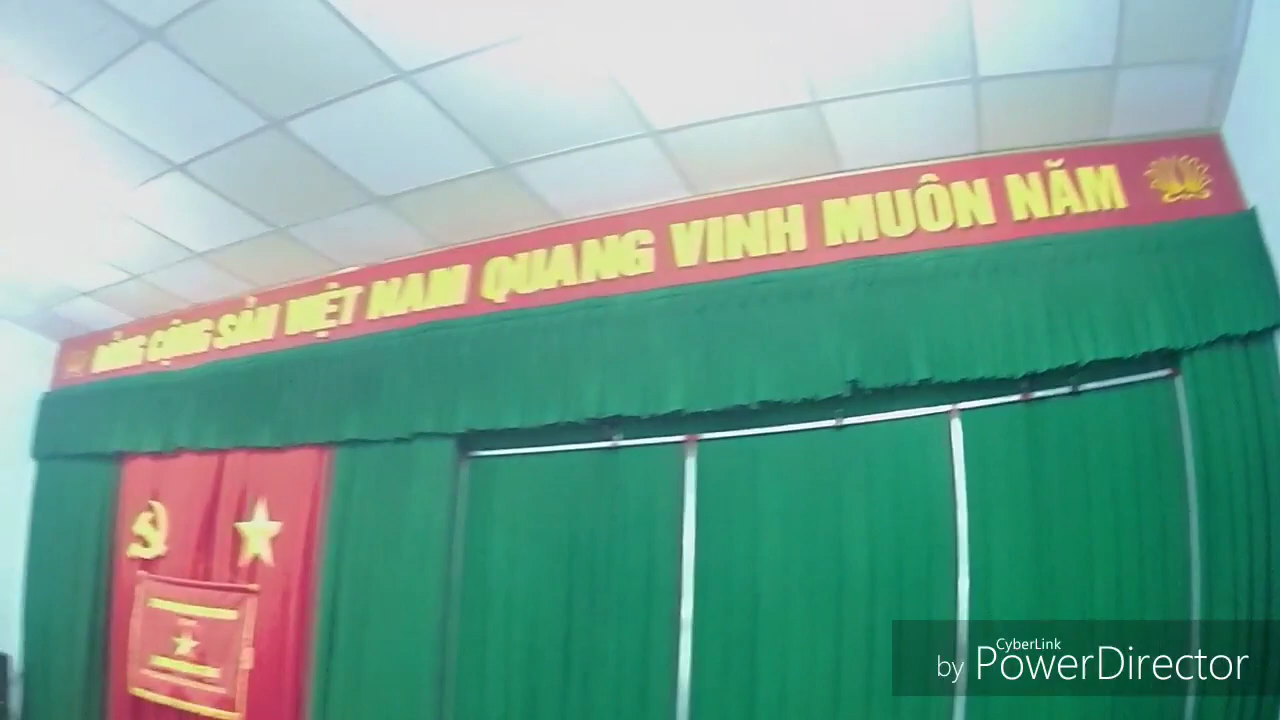 ĐẢNG CỘNG SẢN VIỆT NAM QUANG VINH MUÔN NĂM
CyberLink
by PowerDirector